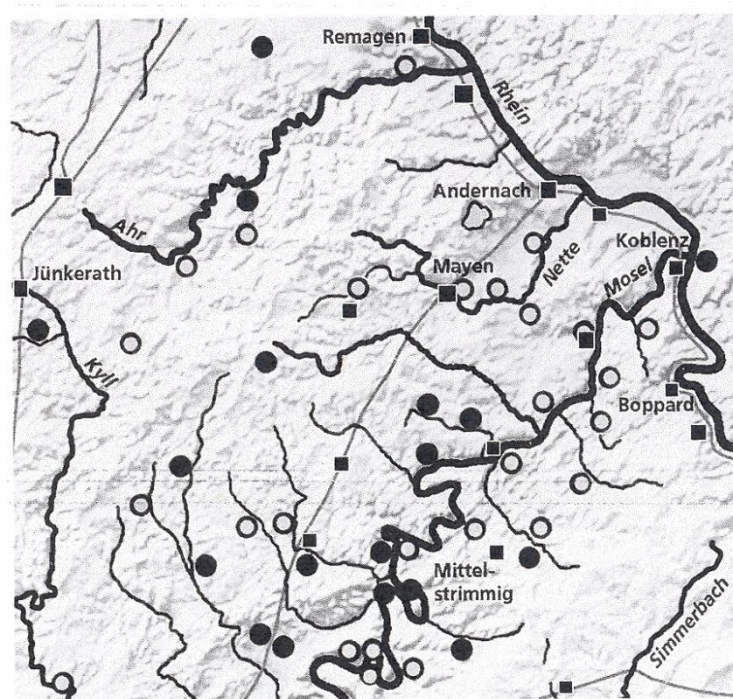 Remagen
Rhein
Andernach
Ahr
Koblenz
Jünkerath
Mayen
Nette
Mosel
Kyll
Boppard
Mittel-
strimmig
Simmerbach